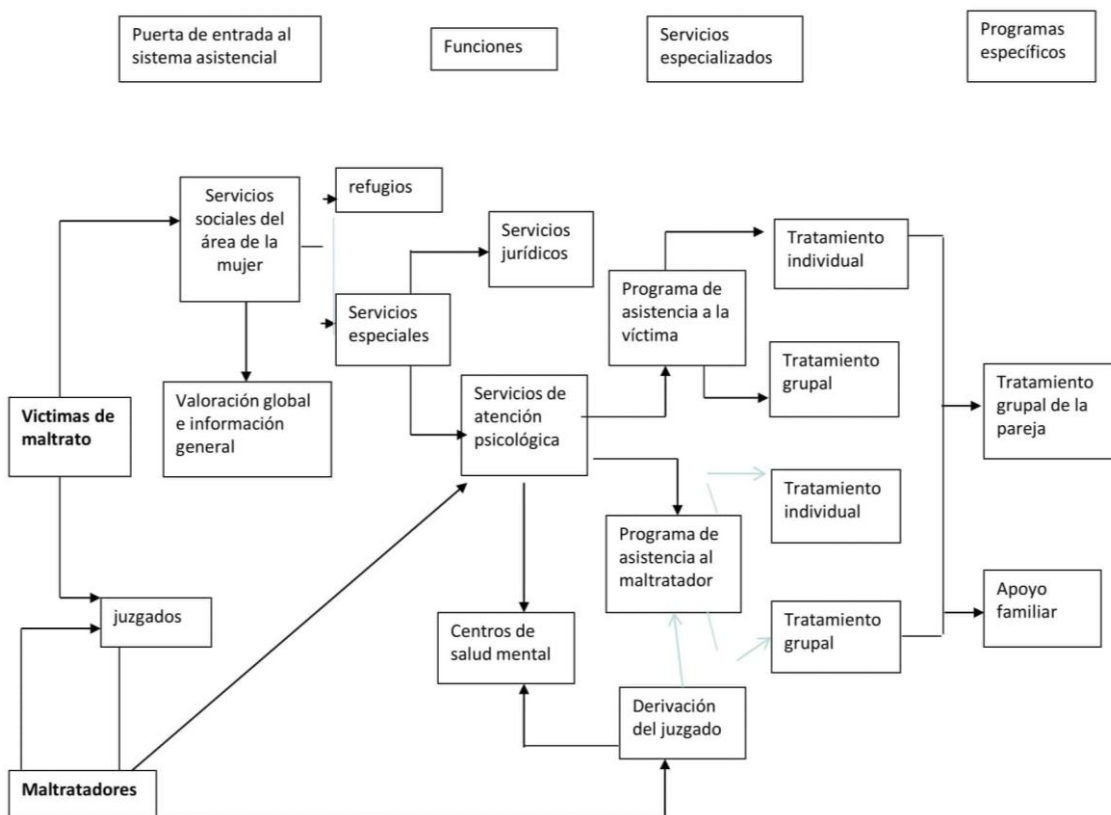 Puerta de entrada al
sistema asistencial
Funciones
Servicios
especializados
Programas
específicos
Servicios
sociales del
área de la
mujer
refugios
Servicios
jurídicos
Servicios
especiales
Programa de
asistencia a la
víctima
Tratamiento
individual
Tratamiento
grupal
Valoración global
e información
general
Victimas de
maltrato
Servicios de
atención
psicológica
Tratamiento
grupal de la
pareja
Tratamiento
individual
Programa de
asistencia al
maltratador
juzgados
Centros de
salud mental
Tratamiento
grupal
Apoyo
familiar
Derivación
del juzgado
Maltratadores